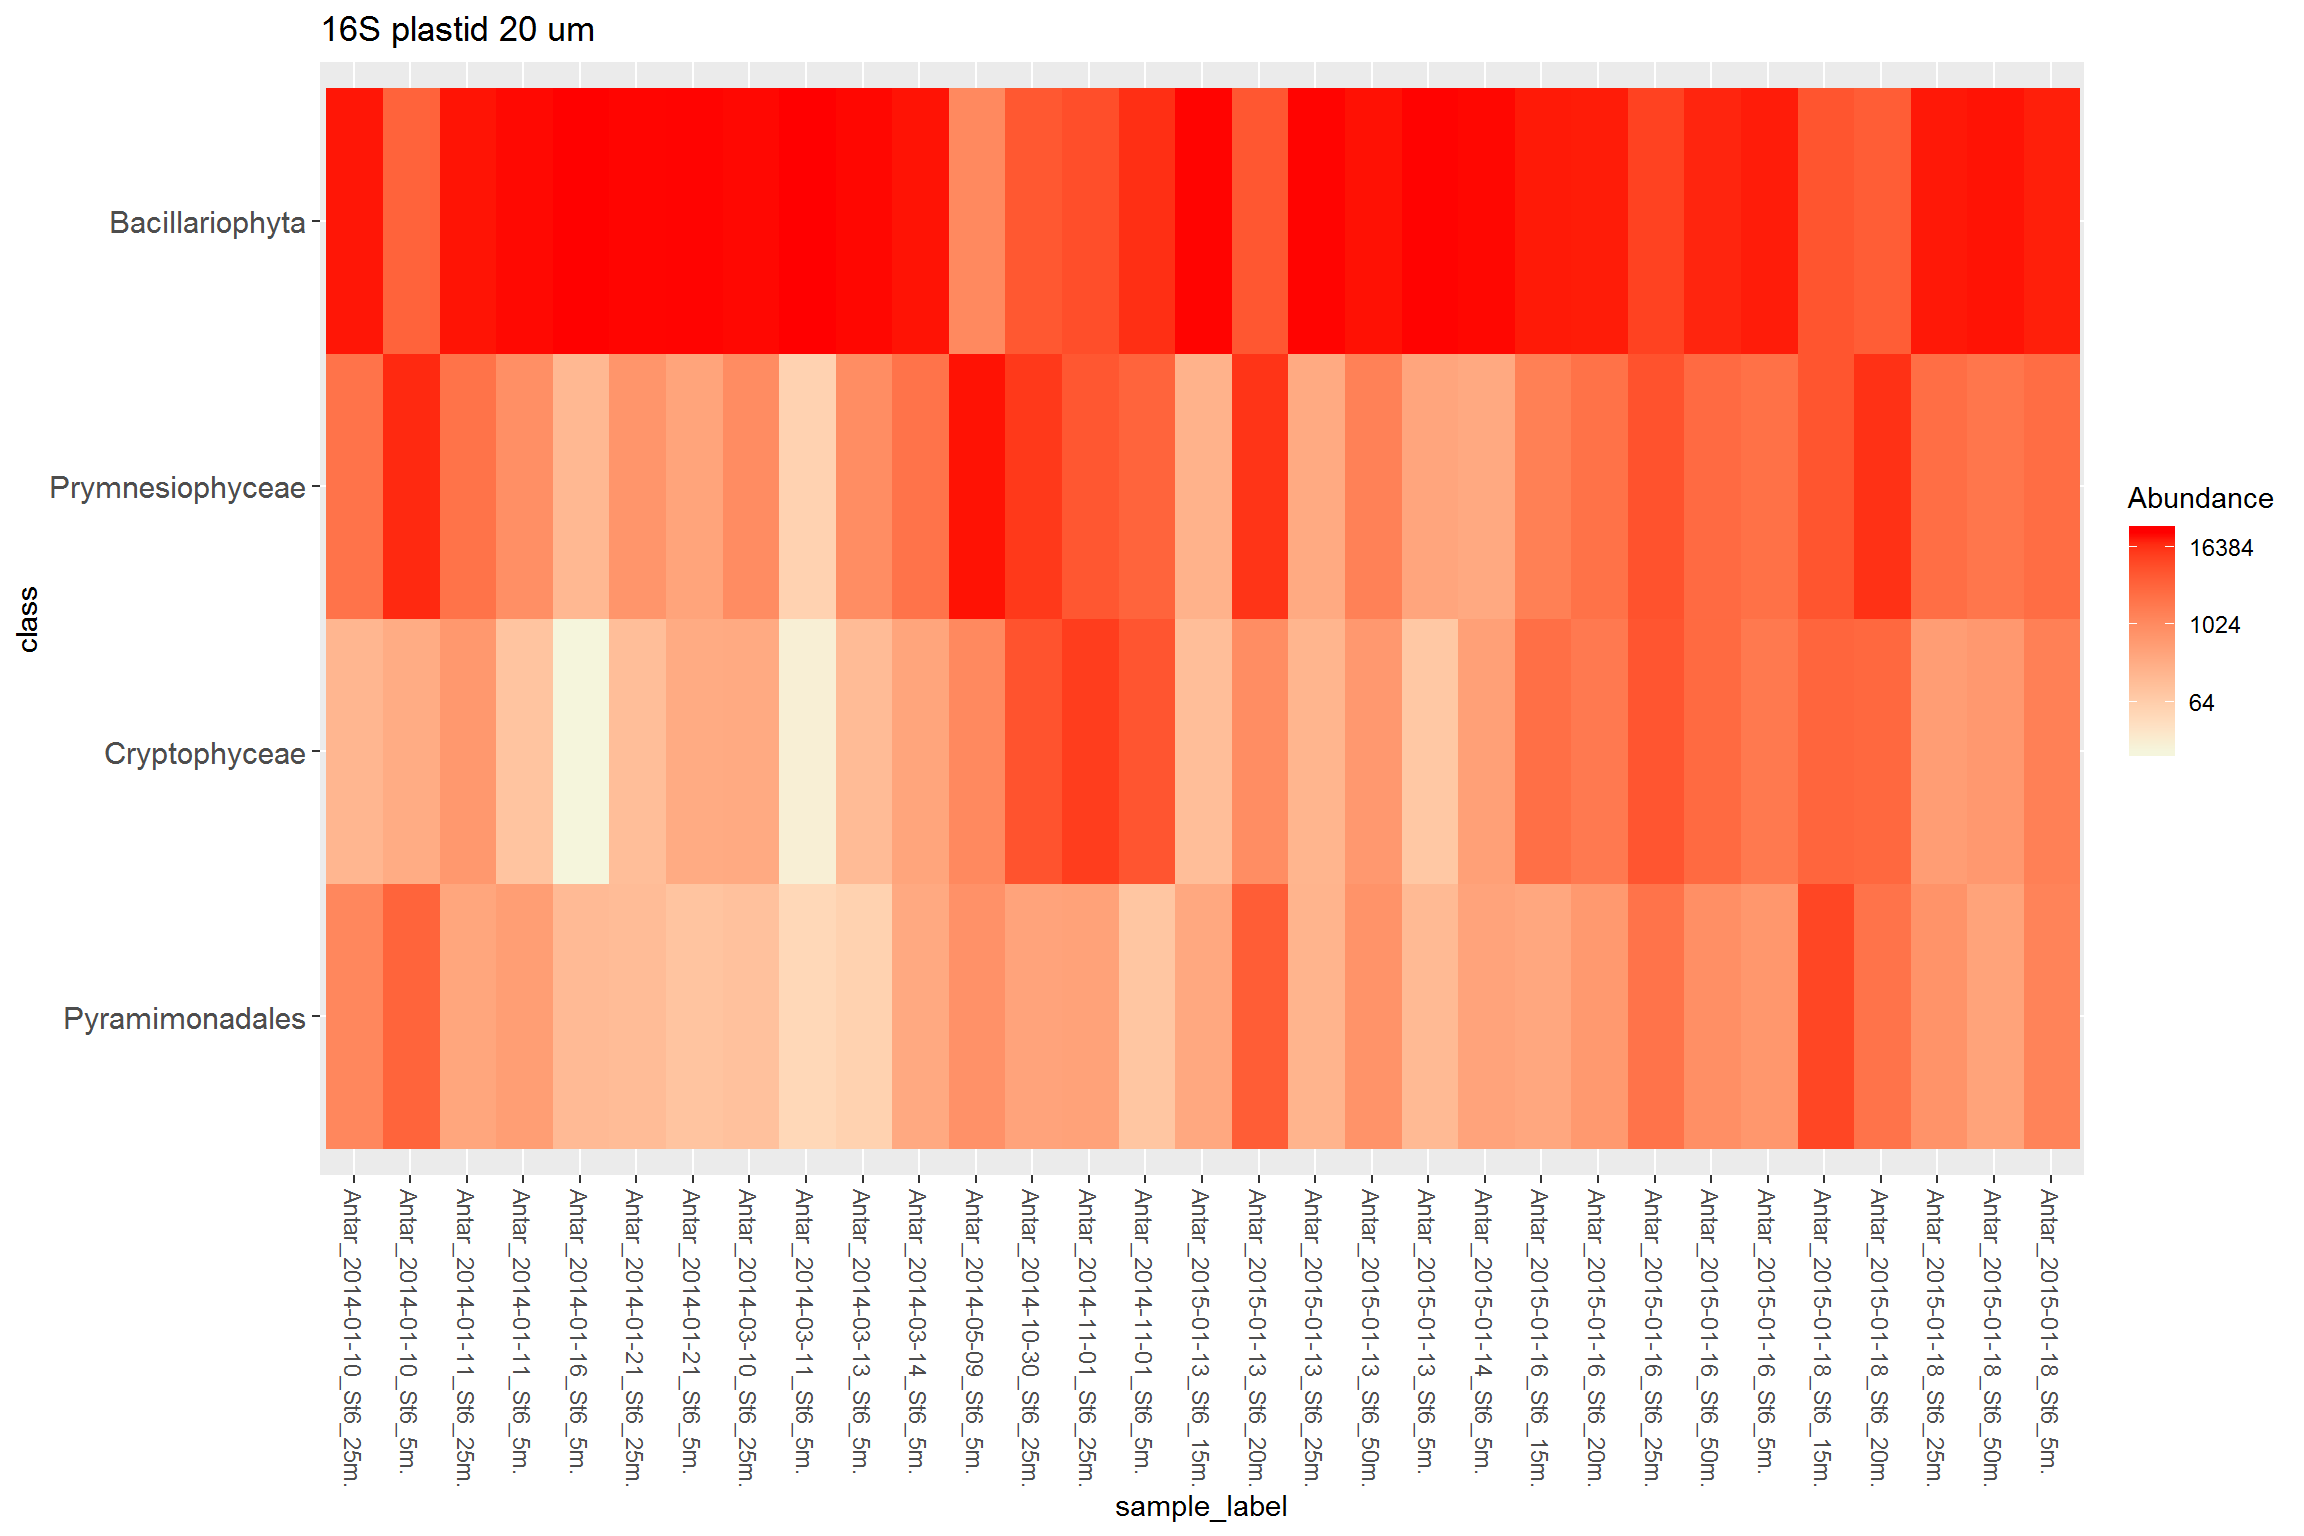 16S plastid 20 um
Bacillariophyta
Prymnesiophyceae
Cryptophyceae
Pyramimonadales
class
Abundance
16384
1024
64
Antar_2014-01-10_St6_25m.
Antar_2014-01-10_St6_5m.
Antar_2014-01-11_St6_25m.
Antar_2014-01-11_St6_5m.
Antar_2014-01-16_St6_5m.
Antar_2014-01-21_St6_25m.
Antar_2014-01-21_St6_5m.
Antar_2014-03-10_St6_25m.
Antar_2014-03-11_St6_5m.
Antar_2014-03-13_St6_5m.
Antar_2014-03-14_St6_5m.
Antar_2014-05-09_St6_5m.
Antar_2014-10-30_St6_25m.
Antar_2014-11-01_St6_25m.
Antar_2014-11-01_St6_5m.
Antar_2015-01-13_St6_15m.
Antar_2015-01-13_St6_20m.
Antar_2015-01-13_St6_25m.
Antar_2015-01-13_St6_50m.
Antar_2015-01-13_St6_5m.
Antar_2015-01-14_St6_5m.
Antar_2015-01-16_St6_15m.
Antar_2015-01-16_St6_20m.
Antar_2015-01-16_St6_25m.
Antar_2015-01-16_St6_50m.
Antar_2015-01-16_St6_5m.
Antar_2015-01-18_St6_15m.
Antar_2015-01-18_St6_20m.
Antar_2015-01-18_St6_25m.
Antar_2015-01-18_St6_50m.
Antar_2015-01-18_St6_5m.
sample_label